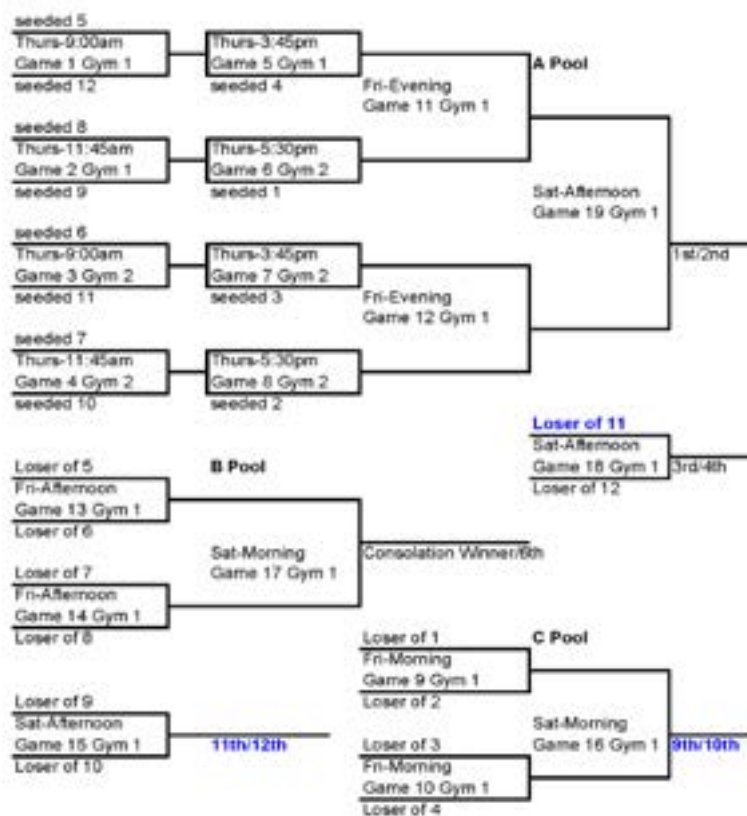 seeded 5
Thurs-9:00am
Game 1 Gym 1
seeded 12
Thurs-3:45pm
Game 5 Gym 1
seeded 4
Fri-Evening
Game 11 Gym 1
A Pool
seeded 8
Thurs-11:45am
Game 2 Gym 1
seeded 9
Thurs-5:30pm
Game 6 Gym 2
seeded 1
Sat-Afternoon
Game 19 Gym 1
1st/2nd
seeded 6
Thurs-9:00am
Game 3 Gym 2
seeded 11
Thurs-3:45pm
Game 7 Gym 2
seeded 3
Fri-Evening
Game 12 Gym 1
seeded 7
Thurs-11:45am
Game 4 Gym 2
seeded 10
Thurs-5:30pm
Game 8 Gym 2
seeded 2
Loser of 11
Sat-Afternoon
Game 18 Gym 1
3rd/4th
Loser of 12
B Pool
Loser of 5
Fri-Afternoon
Game 13 Gym 1
Loser of 6
Sat-Morning
Game 17 Gym 1
Consolation Winner/6th
Loser of 7
Fri-Afternoon
Game 14 Gym 1
Loser of 8
C Pool
Loser of 1
Fri-Morning
Game 9 Gym 1
Loser of 2
Sat-Morning
Game 16 Gym 1
9th/10th
Loser of 3
Fri-Morning
Game 10 Gym 1
Loser of 4
Loser of 9
Sat-Afternoon
Game 15 Gym 1
Loser of 10
11th/12th